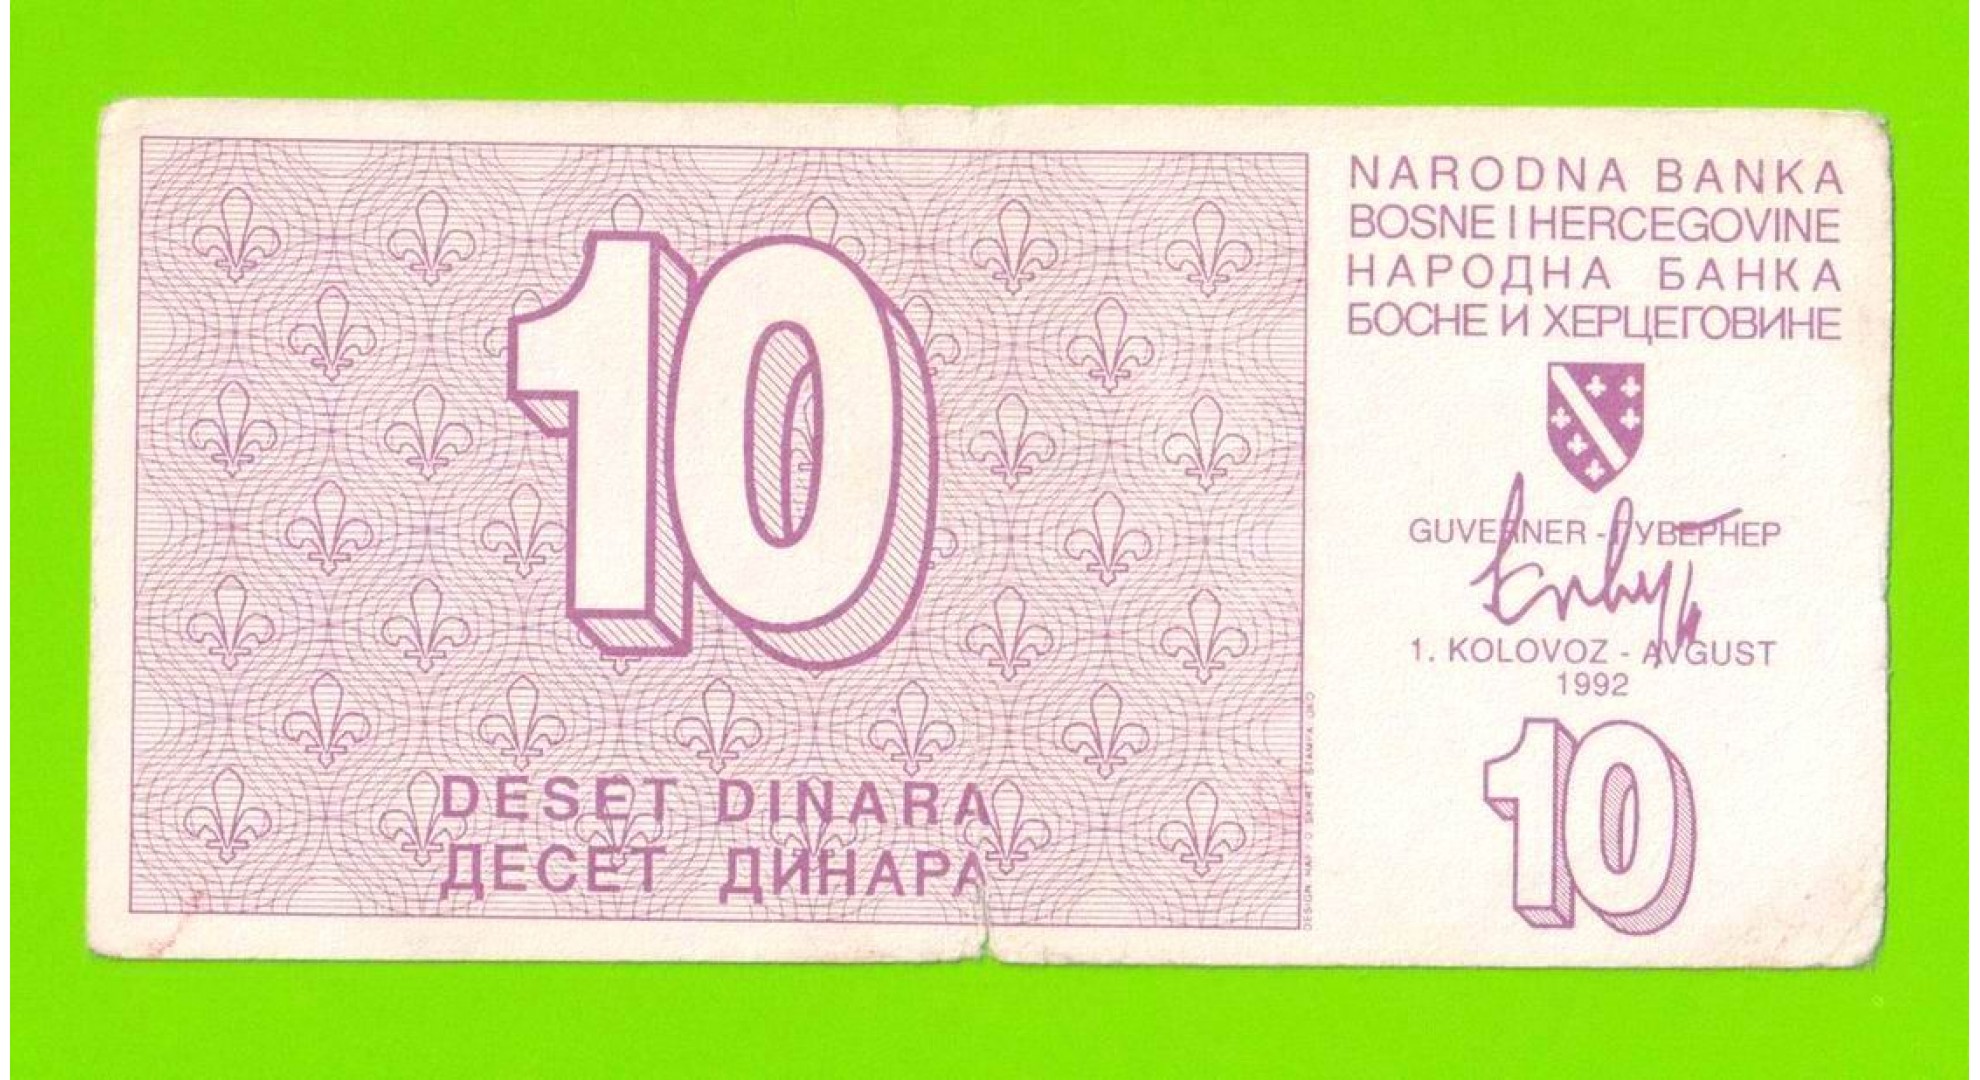 10
DESET DINARA
ДЕСЕТ ДИНАРА
NARODNA BANKA
BOSNE I HERCEGOVINE
НАРОДНА БАНКА
БОСНЕ И ХЕРЦЕГОВИНЕ
GUVERNER - ГУВЕРНЕР
1. KOLOVOZ - AVGUST
1992
10
DESIGN